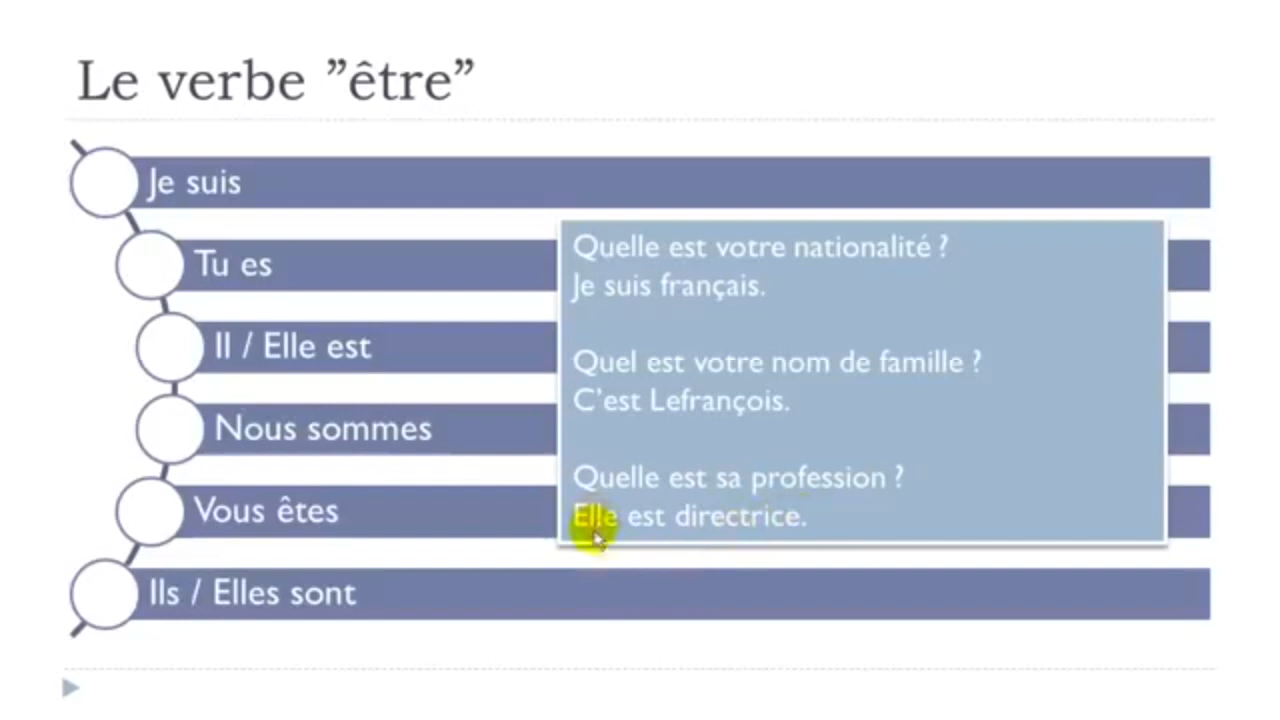 Le verbe ”être”
Je suis
Tu es
Il / Elle est
Nous sommes
Vous êtes
Ils / Elles sont
Quelle est votre nationalité ?
Je suis français.
Quel est votre nom de famille ?
C’est Lefrançois.
Quelle est sa profession ?
Elle est directrice.